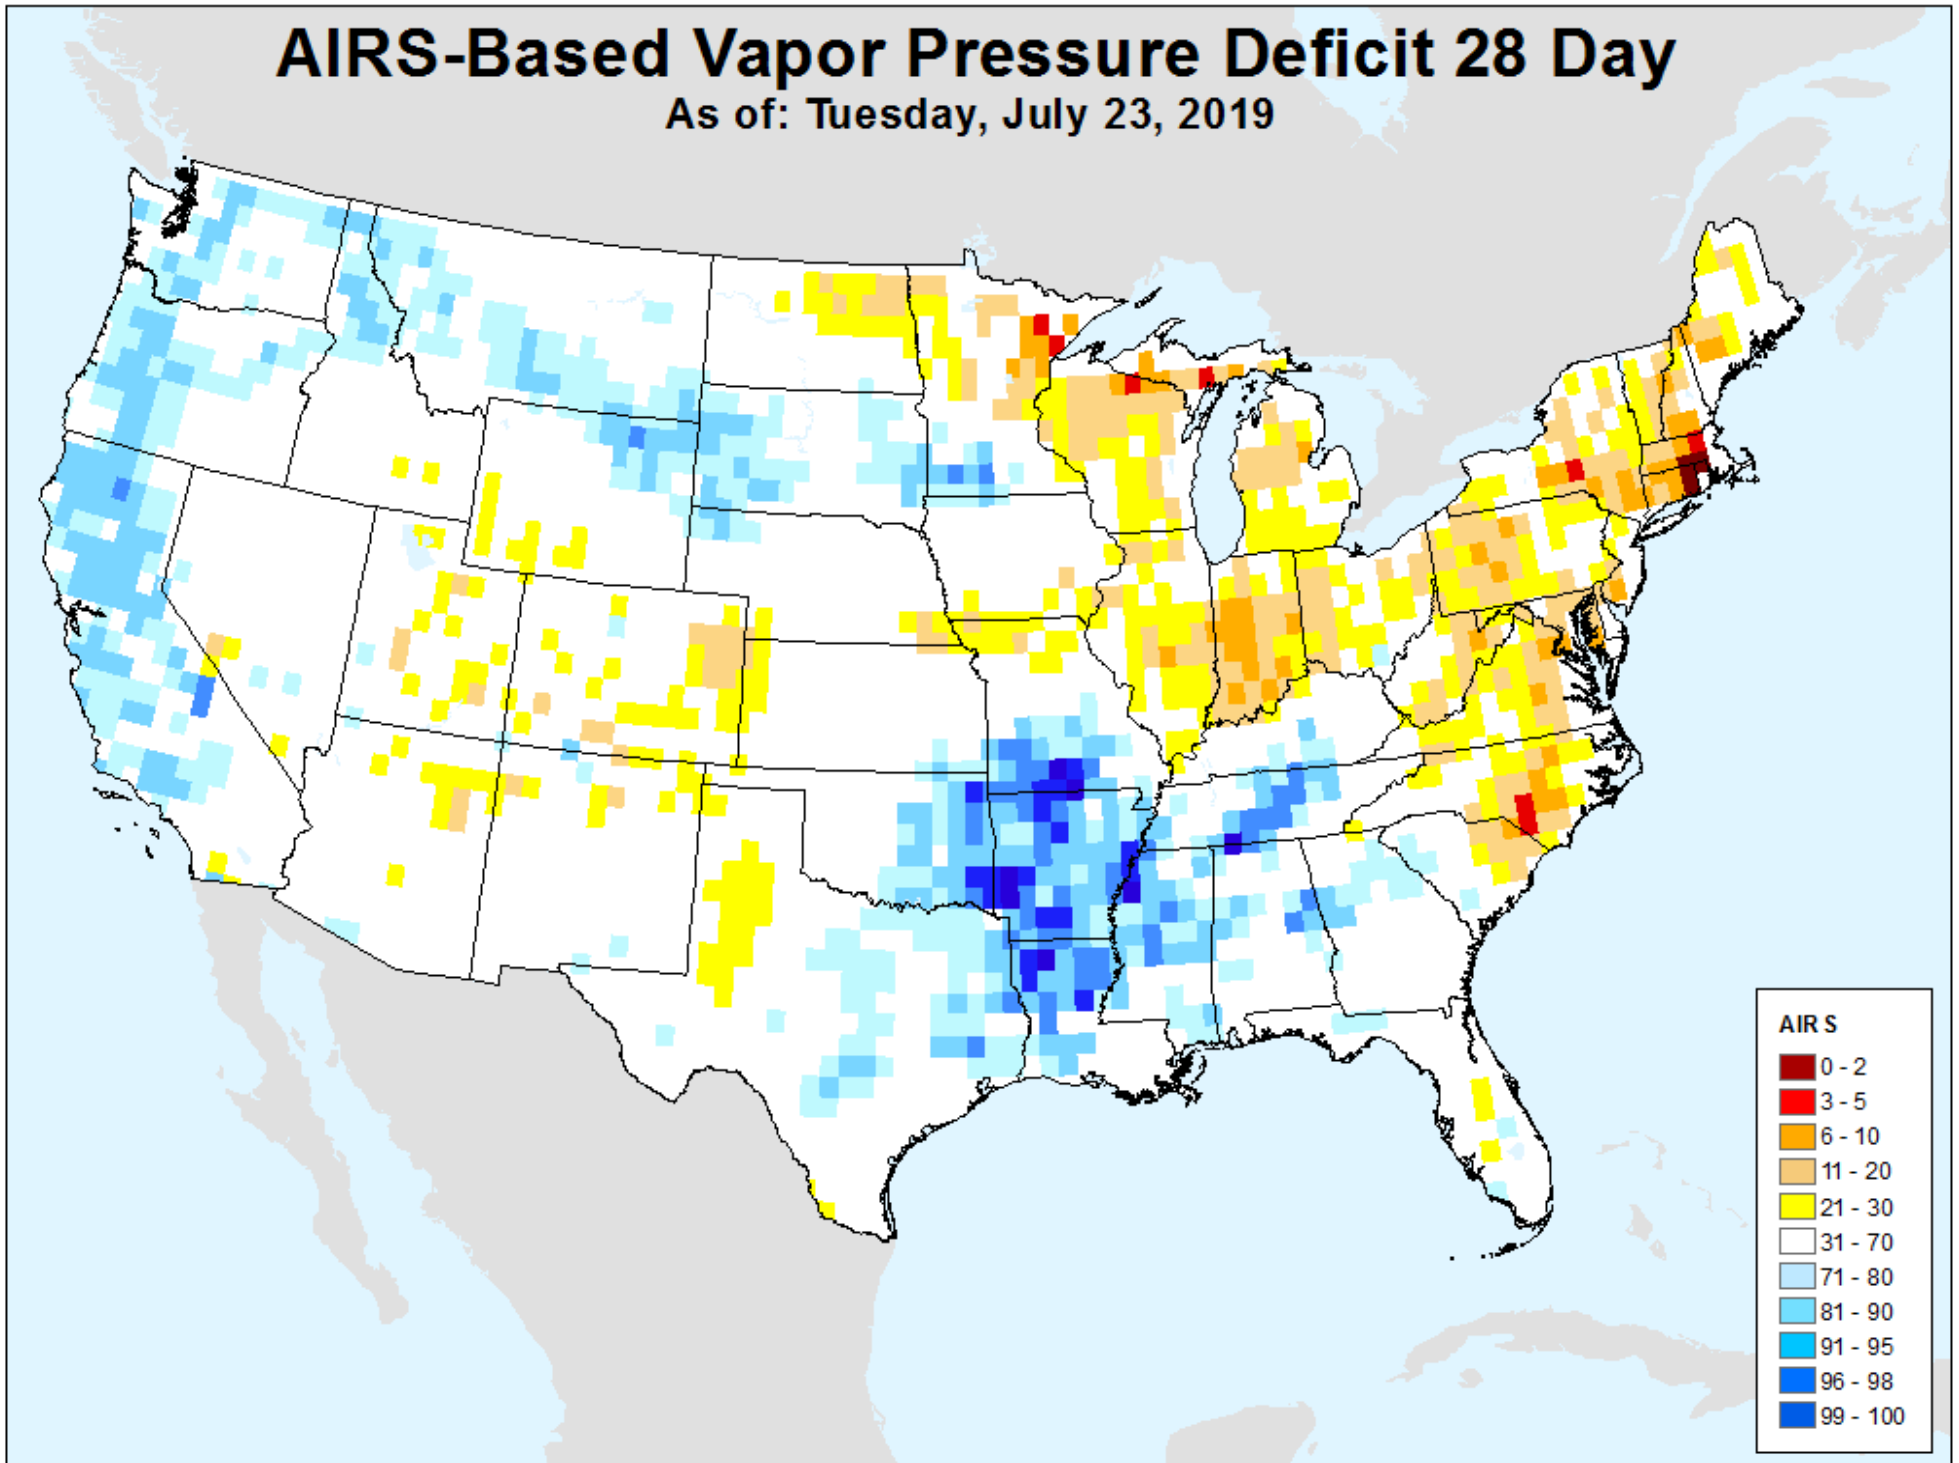 AIRS-Based Vapor Pressure Deficit 28 Day
As of: Tuesday, July 23, 2019
AIRS
0 - 2
3 - 5
6 - 10
11 - 20
21 - 30
31 - 70
71 - 80
81 - 90
91 - 95
96 - 98
99 - 100